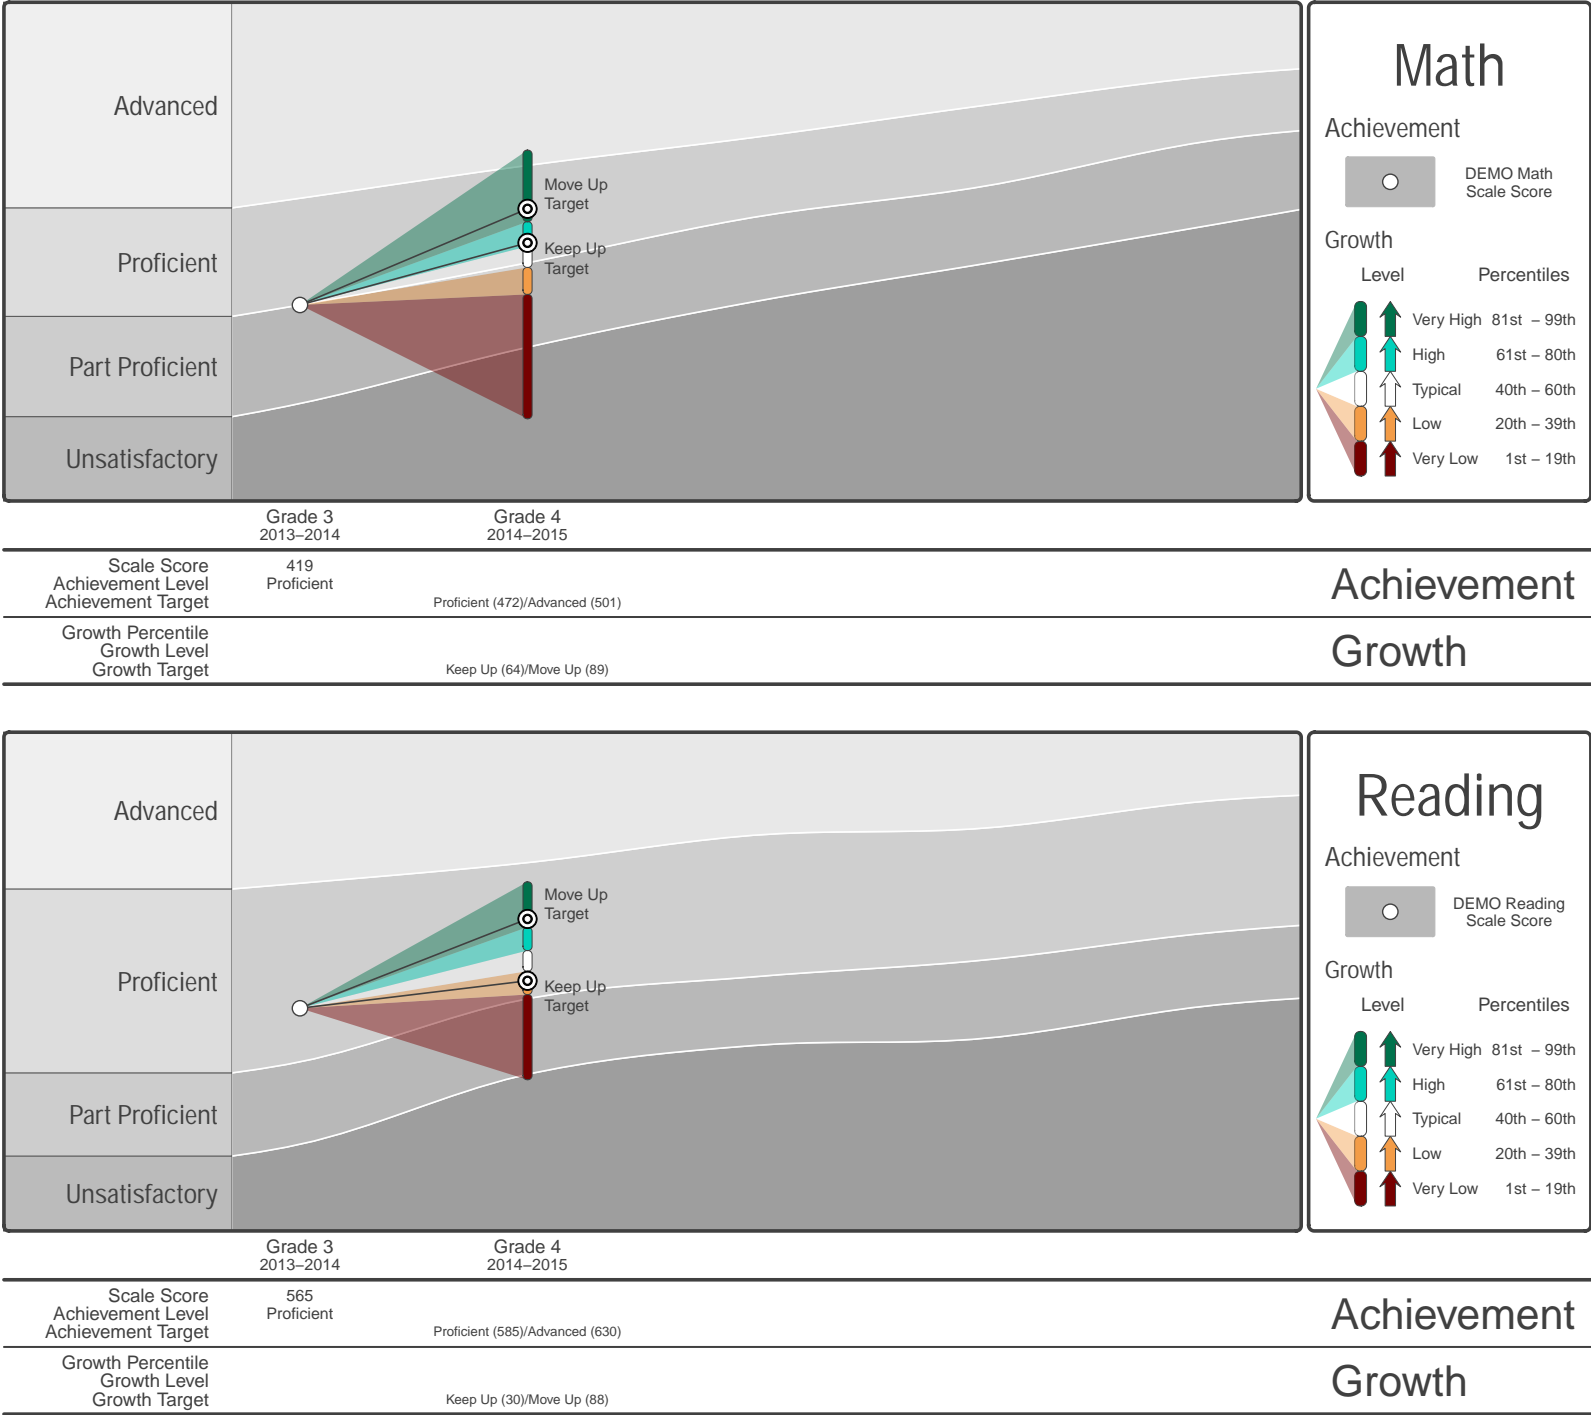 Advanced
Proficient
Part Proficient
Unsatisfactory
Move Up
Target
Keep Up
Target
Math
Achievement
DEMO Math
Scale Score
Growth
Level Percentiles
Very High 81st – 99th
High 61st – 80th
Typical 40th – 60th
Low 20th – 39th
Very Low 1st – 19th
Grade 3 Grade 4
2013–2014 2014–2015
Scale Score 419
Achievement Level Proficient
Achievement Target Proficient (472)/Advanced (501)
Achievement
Growth Percentile
Growth Level
Growth Target Keep Up (64)/Move Up (89)
Growth
Advanced
Proficient
Part Proficient
Unsatisfactory
Move Up
Target
Keep Up
Target
Reading
Achievement
DEMO Reading
Scale Score
Growth
Level Percentiles
Very High 81st – 99th
High 61st – 80th
Typical 40th – 60th
Low 20th – 39th
Very Low 1st – 19th
Grade 3 Grade 4
2013–2014 2014–2015
Scale Score 565
Achievement Level Proficient
Achievement Target Proficient (585)/Advanced (630)
Achievement
Growth Percentile
Growth Level
Growth Target Keep Up (30)/Move Up (88)
Growth